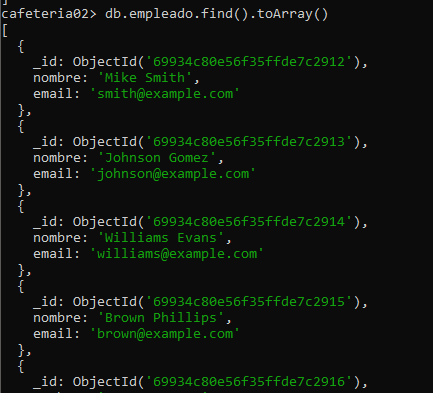 cafeteria02> db.empleado.find().toArray()
[
  {
    _id: ObjectId('69934c80e56f35ffde7c2912'),
    nombre: 'Mike Smith',
    email: 'smith@example.com'
  },
  {
    _id: ObjectId('69934c80e56f35ffde7c2913'),
    nombre: 'Johnson Gomez',
    email: 'johnson@example.com'
  },
  {
    _id: ObjectId('69934c80e56f35ffde7c2914'),
    nombre: 'Williams Evans',
    email: 'williams@example.com'
  },
  {
    _id: ObjectId('69934c80e56f35ffde7c2915'),
    nombre: 'Brown Phillips',
    email: 'brown@example.com'
  },
  {
    _id: ObjectId('69934c80e56f35ffde7c2916'),